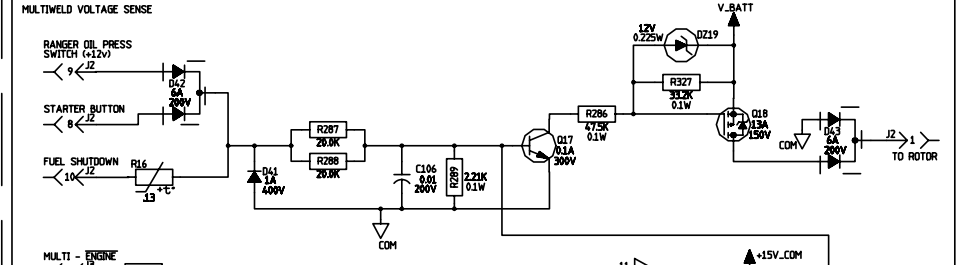 MULTIWELD VOLTAGE SENSE
V_BATT
RANGER OIL PRESS
SWITCH (+12v)
9
J2
D42
6A
200V
STARTER BUTTON
8
J2
FUEL SHUTDOWN
10
J2
R16
.13
+t°
D41
1A
400V
R287
20.0K
R288
20.0K
C106
0.01
200V
R289
2.21K
0.1W
COM
Q17
0.1A
300V
R286
47.5K
0.1W
12V
0.225W
DZ19
R327
33.2K
0.1W
Q18
13A
150V
COM
D43
6A
200V
J2
1
TO ROTOR
MULTI - ENGINE
+15V_COM